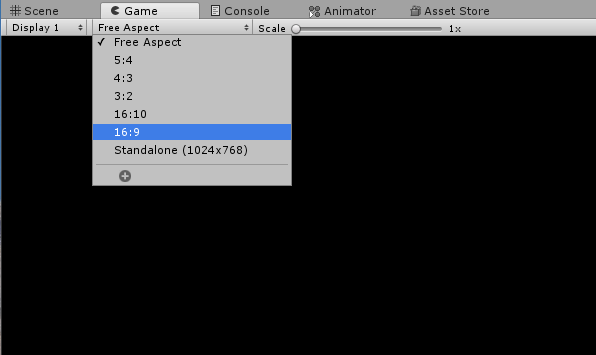 Scene Game Console Animator Asset Store
Display 1 Free Aspect Scale 1x
Free Aspect
5:4
4:3
3:2
16:10
16:9
Standalone (1024x768)